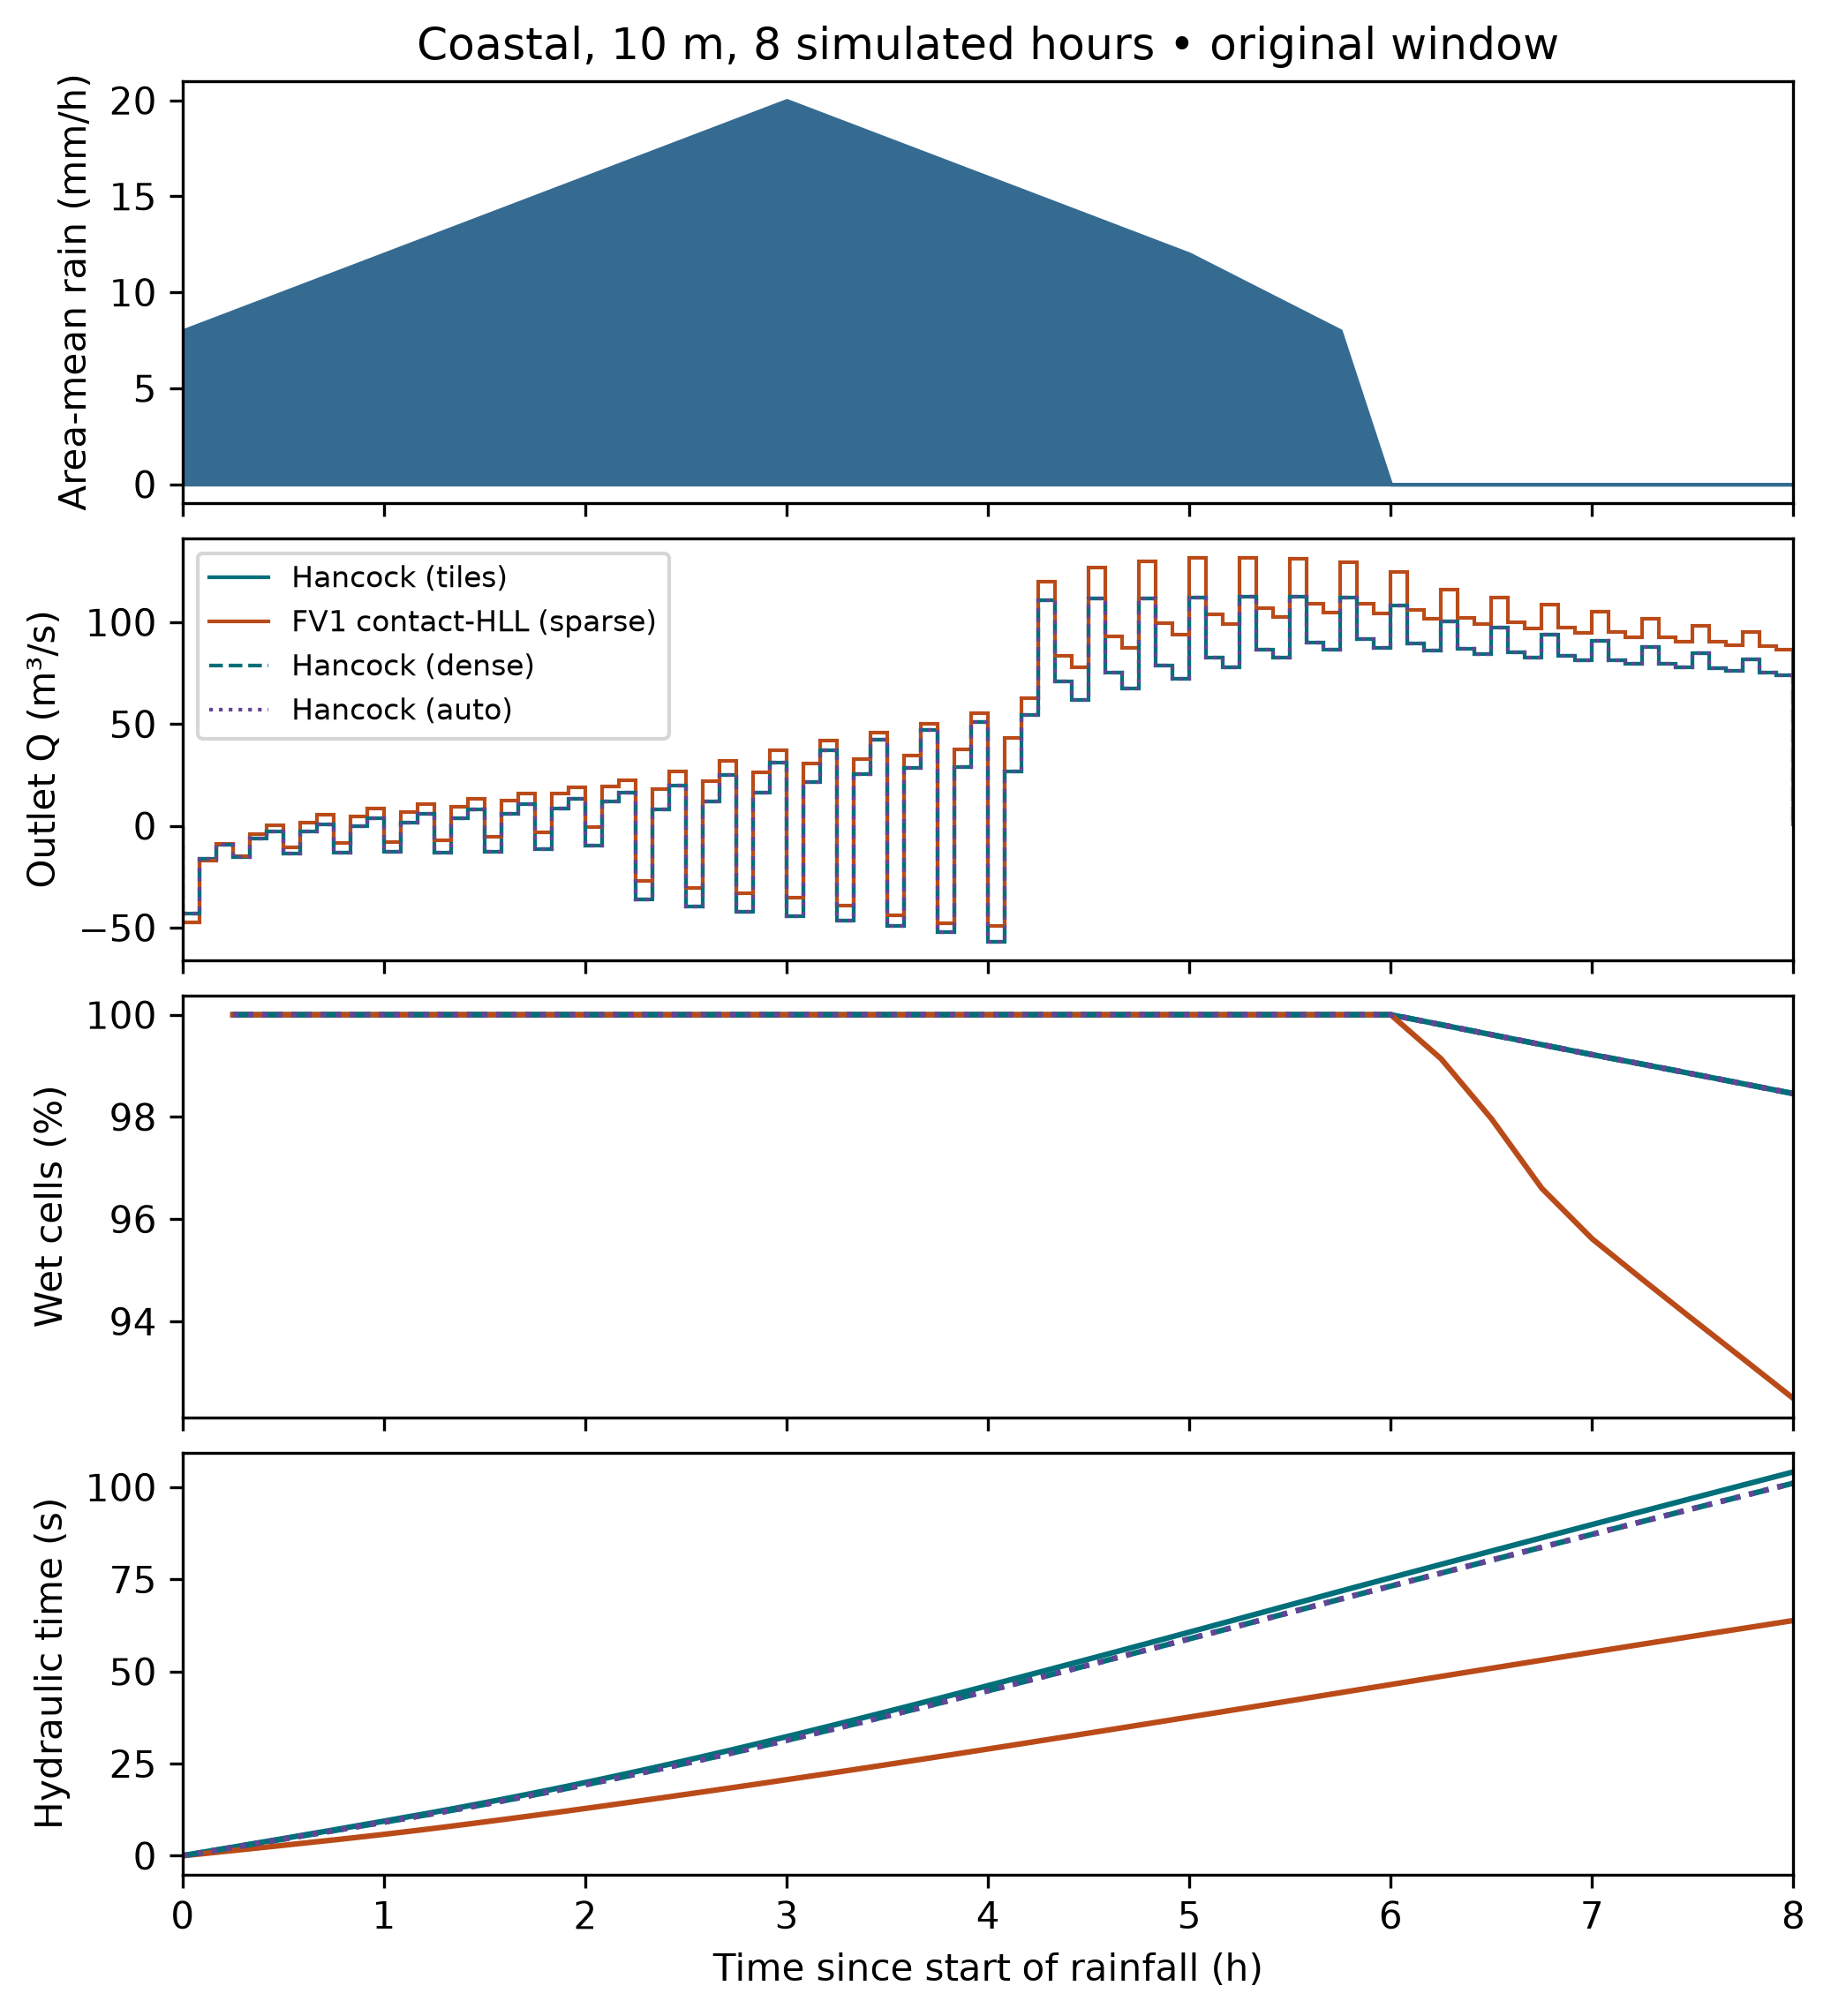 Coastal, 10 m, 8 simulated hours • original window
Area-mean rain (mm/h)
20
15
10
5
0
Outlet Q (m³/s)
100
50
0
−50
Hancock (tiles)
FV1 contact-HLL (sparse)
Hancock (dense)
Hancock (auto)
Wet cells (%)
100
98
96
94
Hydraulic time (s)
100
75
50
25
0
0 1 2 3 4 5 6 7 8
Time since start of rainfall (h)